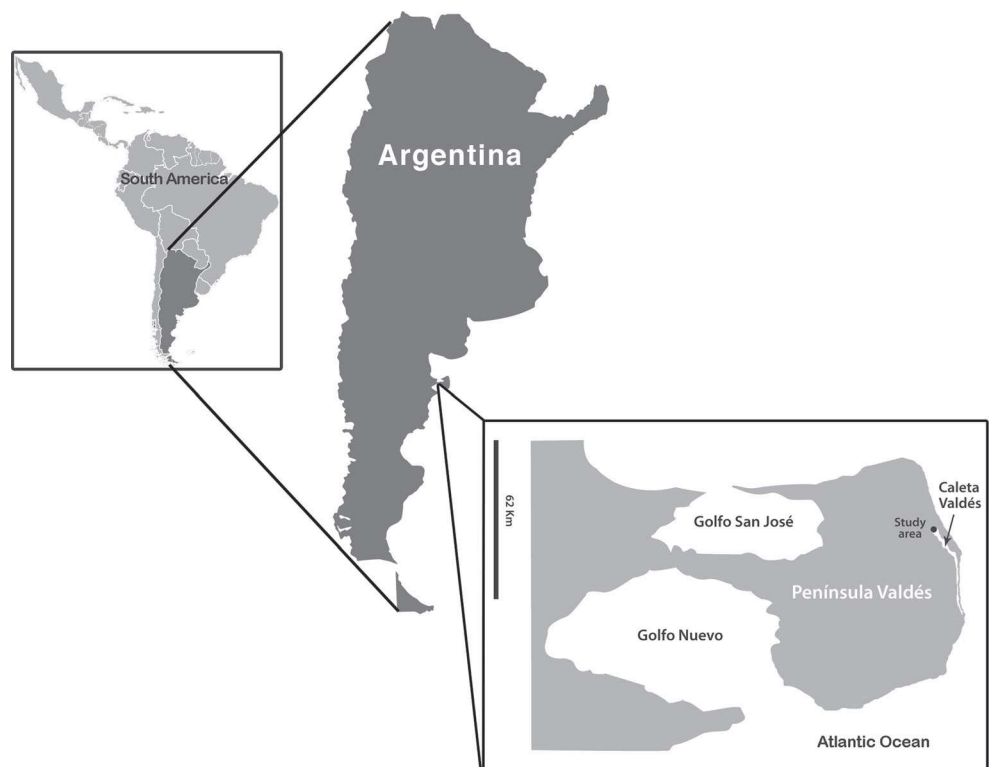 South America
Argentina
62 Km
Golfo San José
Caleta
Valdés
Study
area
Península Valdés
Golfo Nuevo
Atlantic Ocean